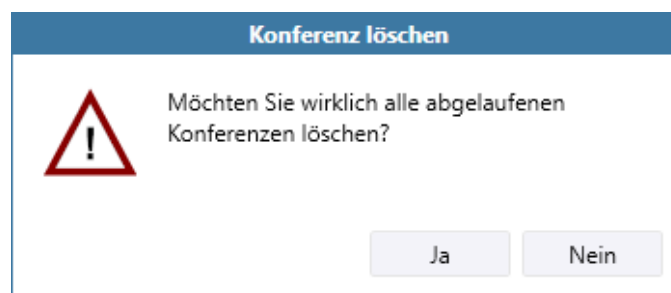 Konferenz löschen
Möchten Sie wirklich alle abgelaufenen
Konferenzen löschen?
Ja
Nein